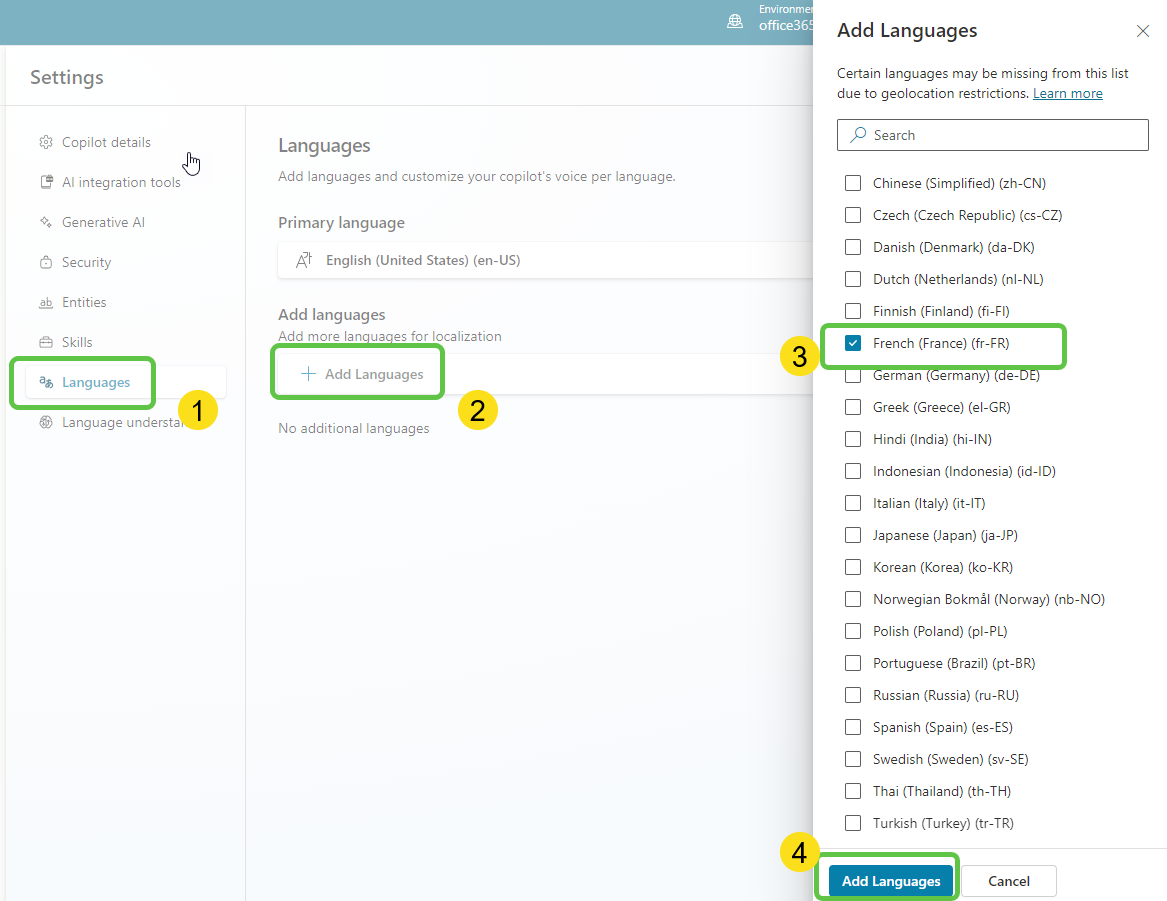 Environmen
office365
Settings
Copilot details
AI integration tools
Generative AI
Security
ab Entities
Skills
Languages
1
Language understa
Languages
Add languages and customize your copilot's voice per language.
Primary language
English (United States) (en-US)
Add languages
Add more languages for localization
Add Languages
2
No additional languages
Add Languages
Certain languages may be missing from this list
due to geolocation restrictions. Learn more
Search
Chinese (Simplified) (zh-CN)
Czech (Czech Republic) (cs-CZ)
Danish (Denmark) (da-DK)
Dutch (Netherlands) (nl-NL)
Finnish (Finland) (fi-FI)
3
French (France) (fr-FR)
German (Germany) (de-DE)
Greek (Greece) (el-GR)
Hindi (India) (hi-IN)
Indonesian (Indonesia) (id-ID)
Italian (Italy) (it-IT)
Japanese (Japan) (ja-JP)
Korean (Korea) (ko-KR)
Norwegian Bokmål (Norway) (nb-NO)
Polish (Poland) (pl-PL)
Portuguese (Brazil) (pt-BR)
Russian (Russia) (ru-RU)
Spanish (Spain) (es-ES)
Swedish (Sweden) (sv-SE)
Thai (Thailand) (th-TH)
Turkish (Turkey) (tr-TR)
4
Add Languages
Cancel